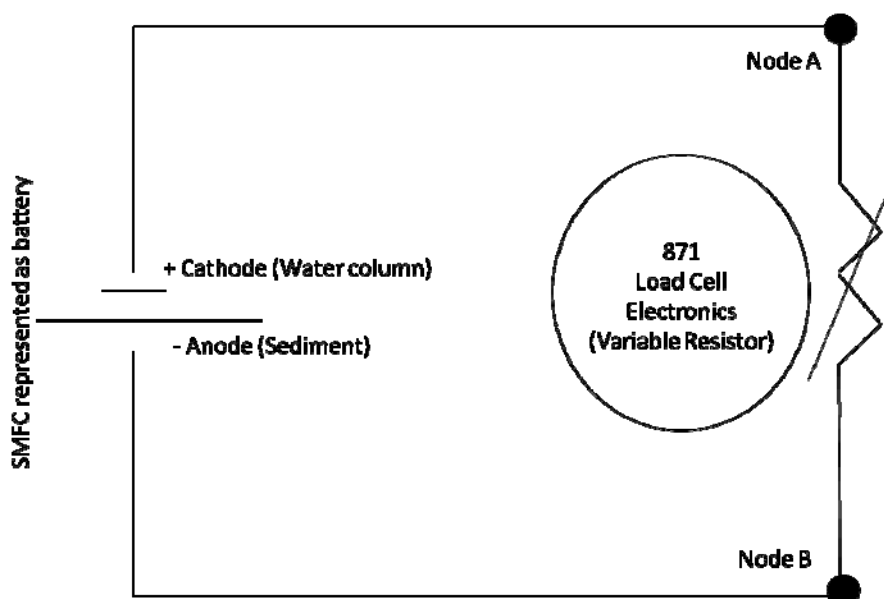 Node A
SMFC represented as battery
+ Cathode (Water column)
- Anode (Sediment)
871
Load Cell
Electronics
(Variable Resistor)
Node B